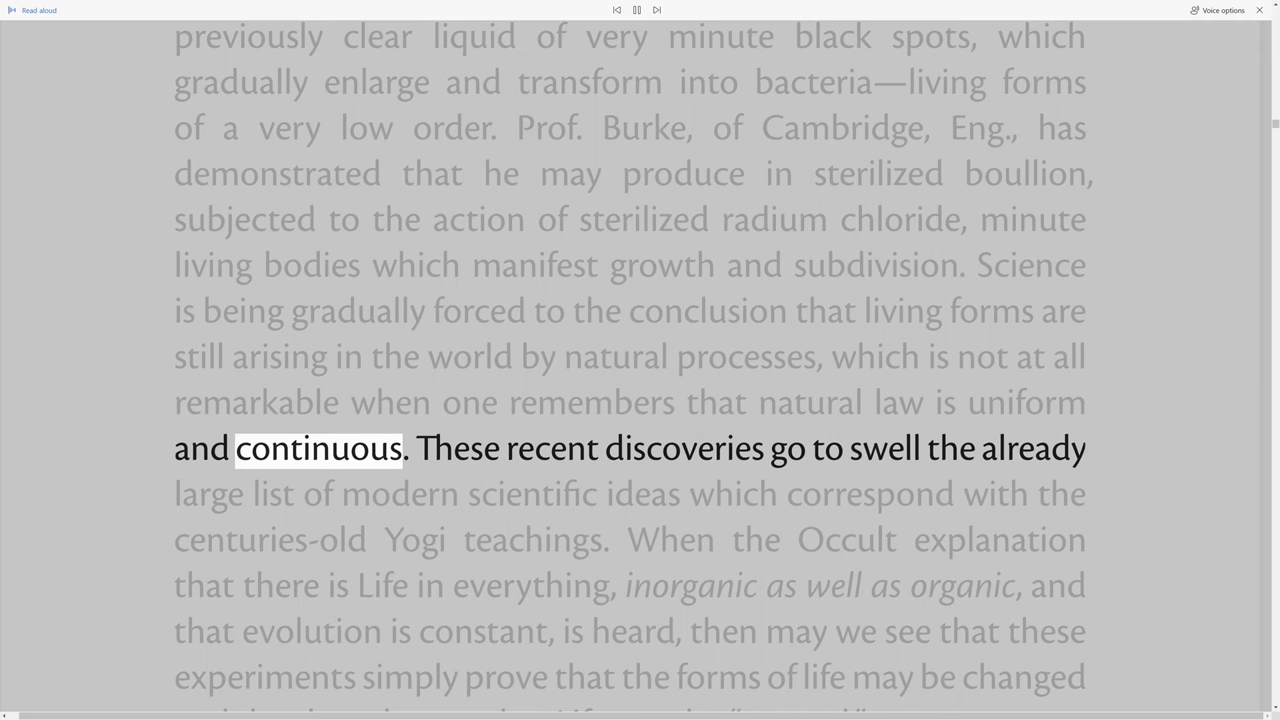 Read aloud
Voice options
previously clear liquid of very minute black spots, which
gradually enlarge and transform into bacteria—living forms
of a very low order. Prof. Burke, of Cambridge, Eng., has
demonstrated that he may produce in sterilized boullion,
subjected to the action of sterilized radium chloride, minute
living bodies which manifest growth and subdivision. Science
is being gradually forced to the conclusion that living forms are
still arising in the world by natural processes, which is not at all
remarkable when one remembers that natural law is uniform
and continuous. These recent discoveries go to swell the already
large list of modern scientific ideas which correspond with the
centuries-old Yogi teachings. When the Occult explanation
that there is Life in everything, inorganic as well as organic, and
that evolution is constant, is heard, then may we see that these
experiments simply prove that the forms of life may be changed